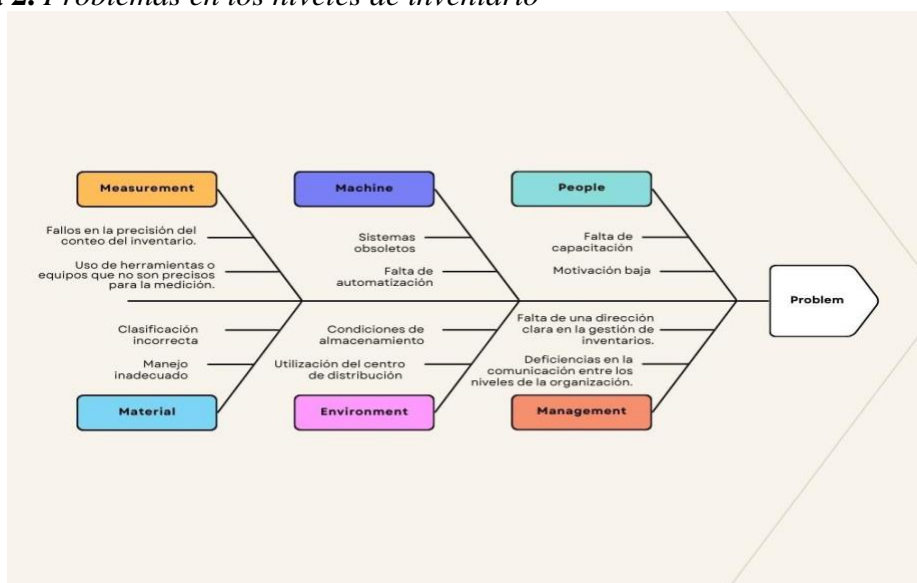 2. Problemas en los niveles de inventario
Measurement
Machine
People
Fallos en la precisión del
conteo del inventario.
Uso de herramientas o
equipos que no son precisos
para la medición.
Sistemas
obsoletos
Falta de
automatización
Falta de
capacitación
Motivación baja
Problem
Clasificación
incorrecta
Manejo
inadecuado
Condiciones de
almacenamiento
Utilización del centro
de distribución
Falta de una dirección
clara en la gestión de
inventarios.
Deficiencias en la
comunicación entre los
niveles de la organización.
Material
Environment
Management